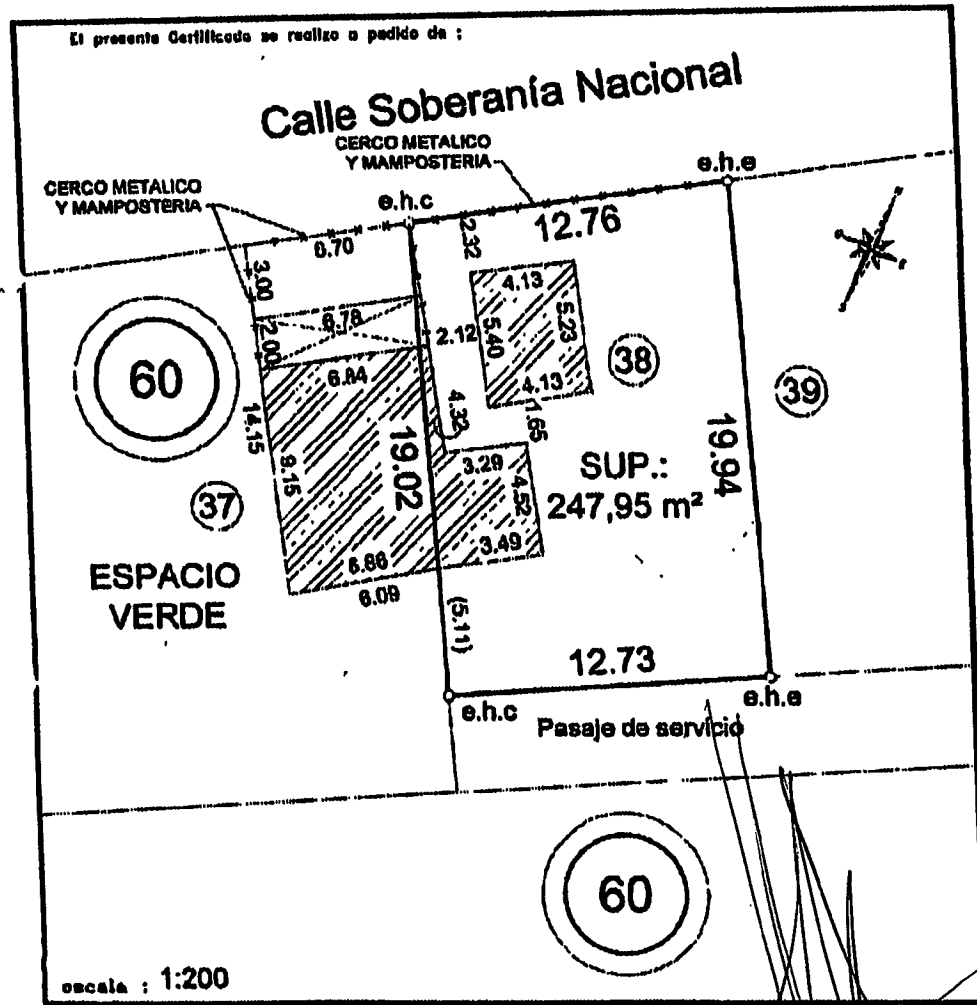 El presente Certificado se realizo a pedido de :
Calle Soberanía Nacional
CERCO METALICO
Y MAMPOSTERIA
CERCO METALICO
Y MAMPOSTERIA
e.h.c
e.h.e
6.70
12.76
2.32
3.00
4.13
6.78
2.00
2.12
5.40
5.23
38
60
6.84
4.13
39
4.32
1.65
14.15
9.15
19.02
19.94
3.29
SUP.:
247,95 m²
4.52
37
3.49
ESPACIO
VERDE
6.09
(5.11)
12.73
e.h.c
e.h.e
Pasaje de servicio
60
escala : 1:200